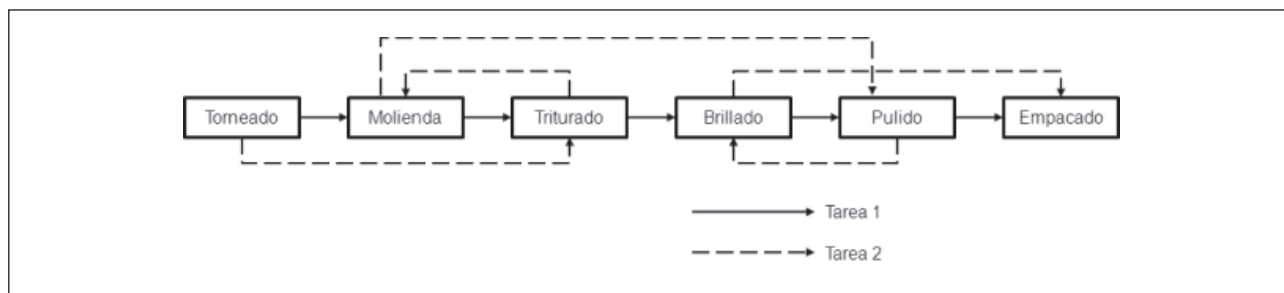 Torneado Molienda Triturado Brillado Pulido Empacado
Tarea 1
Tarea 2